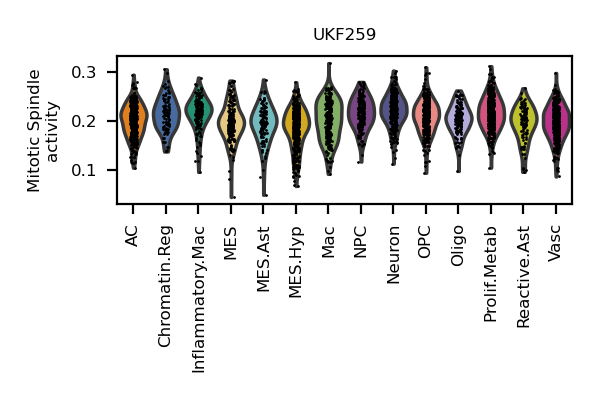 UKF259
Mitotic Spindle
activity
0.3
0.2
0.1
AC
Chromatin.Reg
Inflammatory.Mac
MES
MES.Ast
MES.Hyp
Mac
NPC
Neuron
OPC
Oligo
Prolif.Metab
Reactive.Ast
Vasc